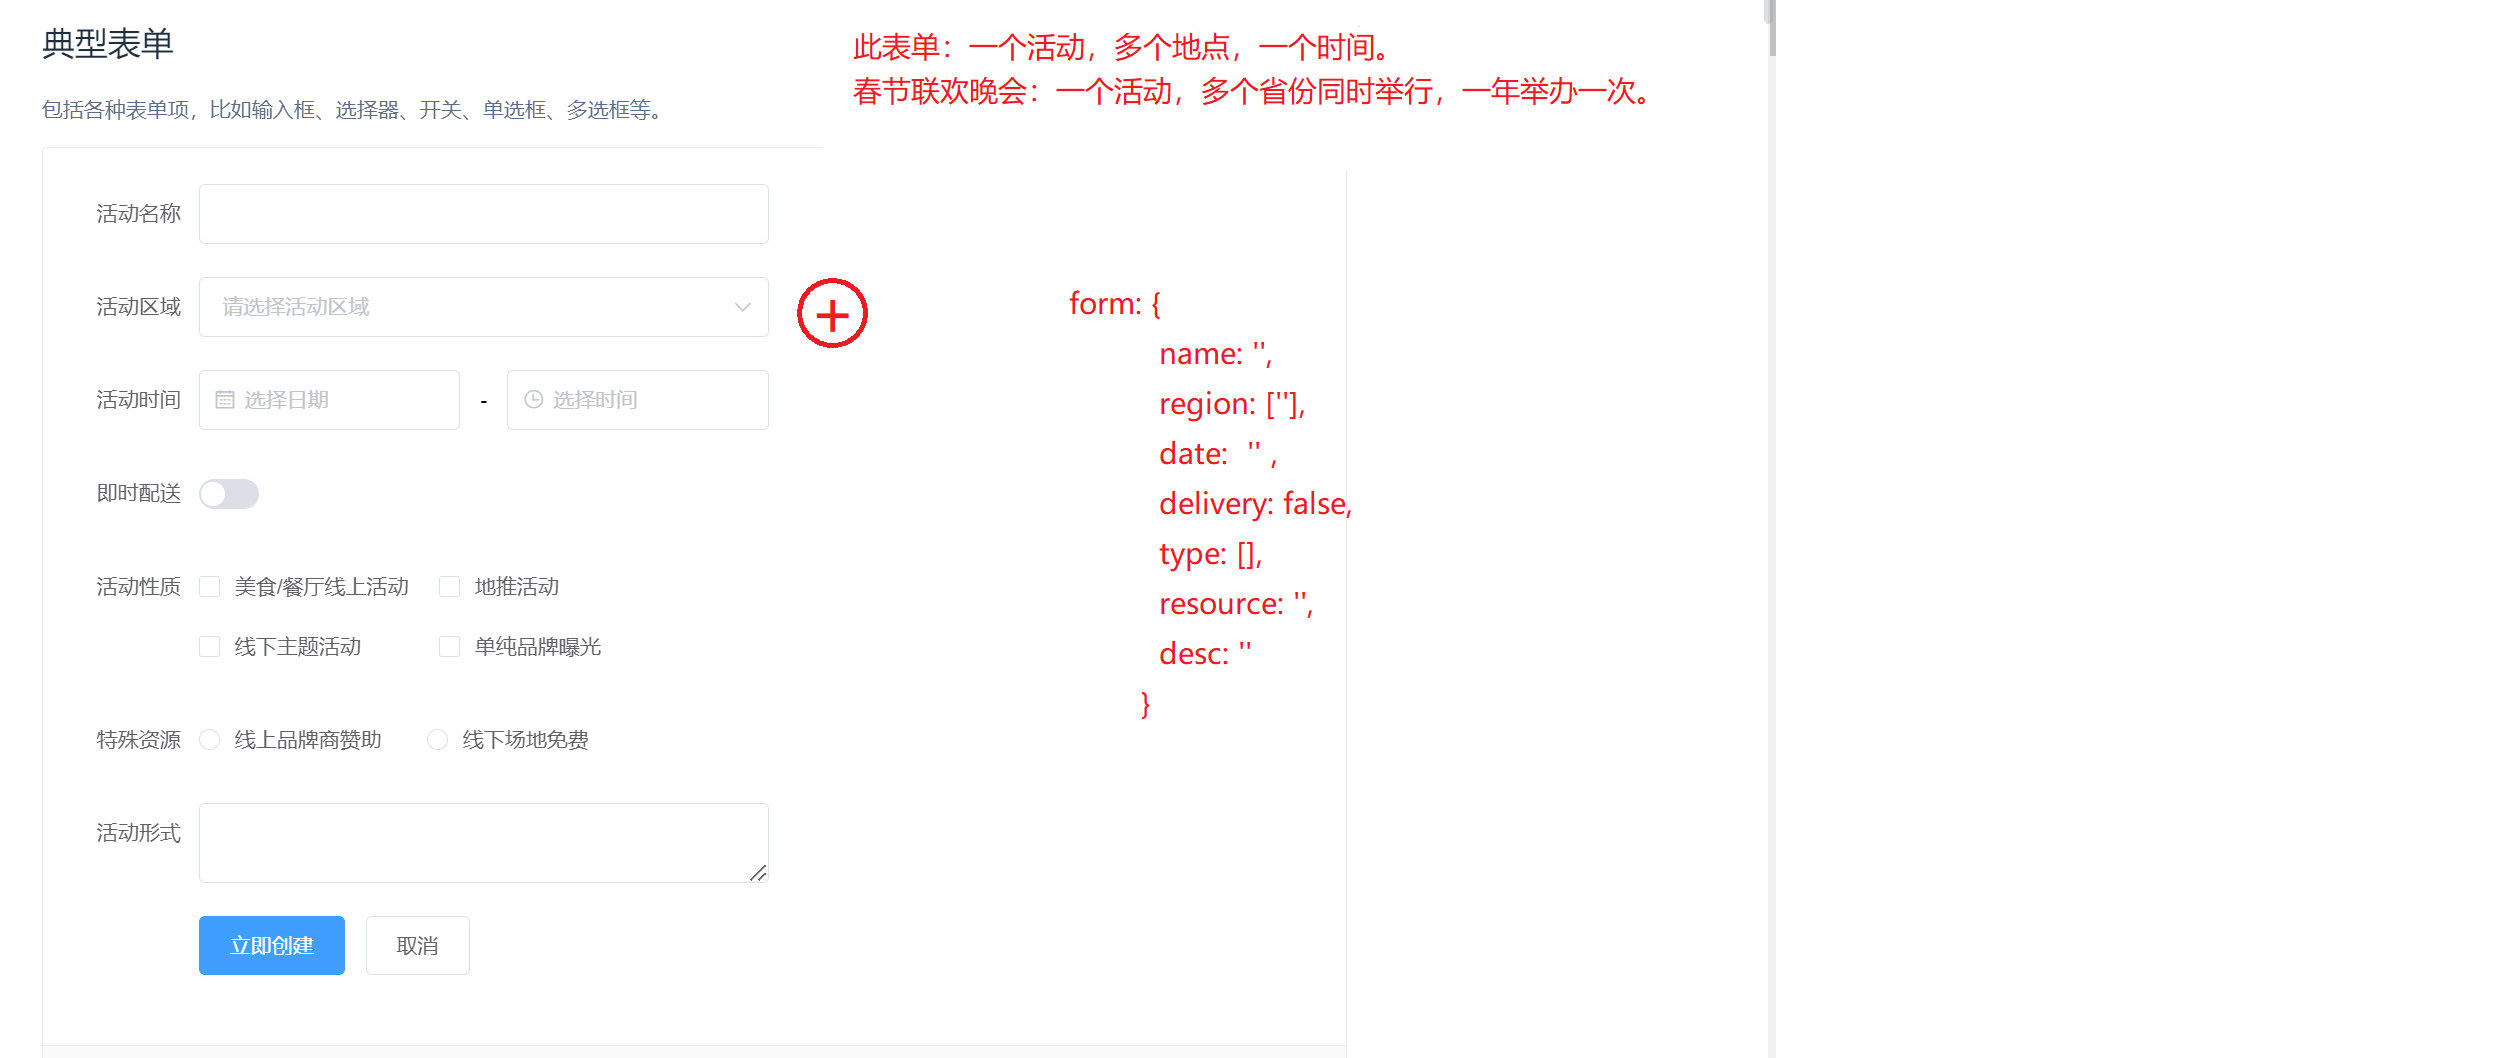 典型表单
此表单：一个活动，多个地点，一个时间。
春节联欢晚会：一个活动，多个省份同时举行，一年举办一次。
包括各种表单项，比如输入框、选择器、开关、单选框、多选框等。
活动名称
活动区域 请选择活动区域 +
活动时间 选择日期 - 选择时间
即时配送
活动性质 美食/餐厅线上活动 地推活动
线下主题活动 单纯品牌曝光
特殊资源 线上品牌商赞助 线下场地免费
活动形式
立即创建 取消
form: {
name: '',
region: [''],
date: '' ,
delivery: false,
type: [],
resource: '',
desc: ''
}